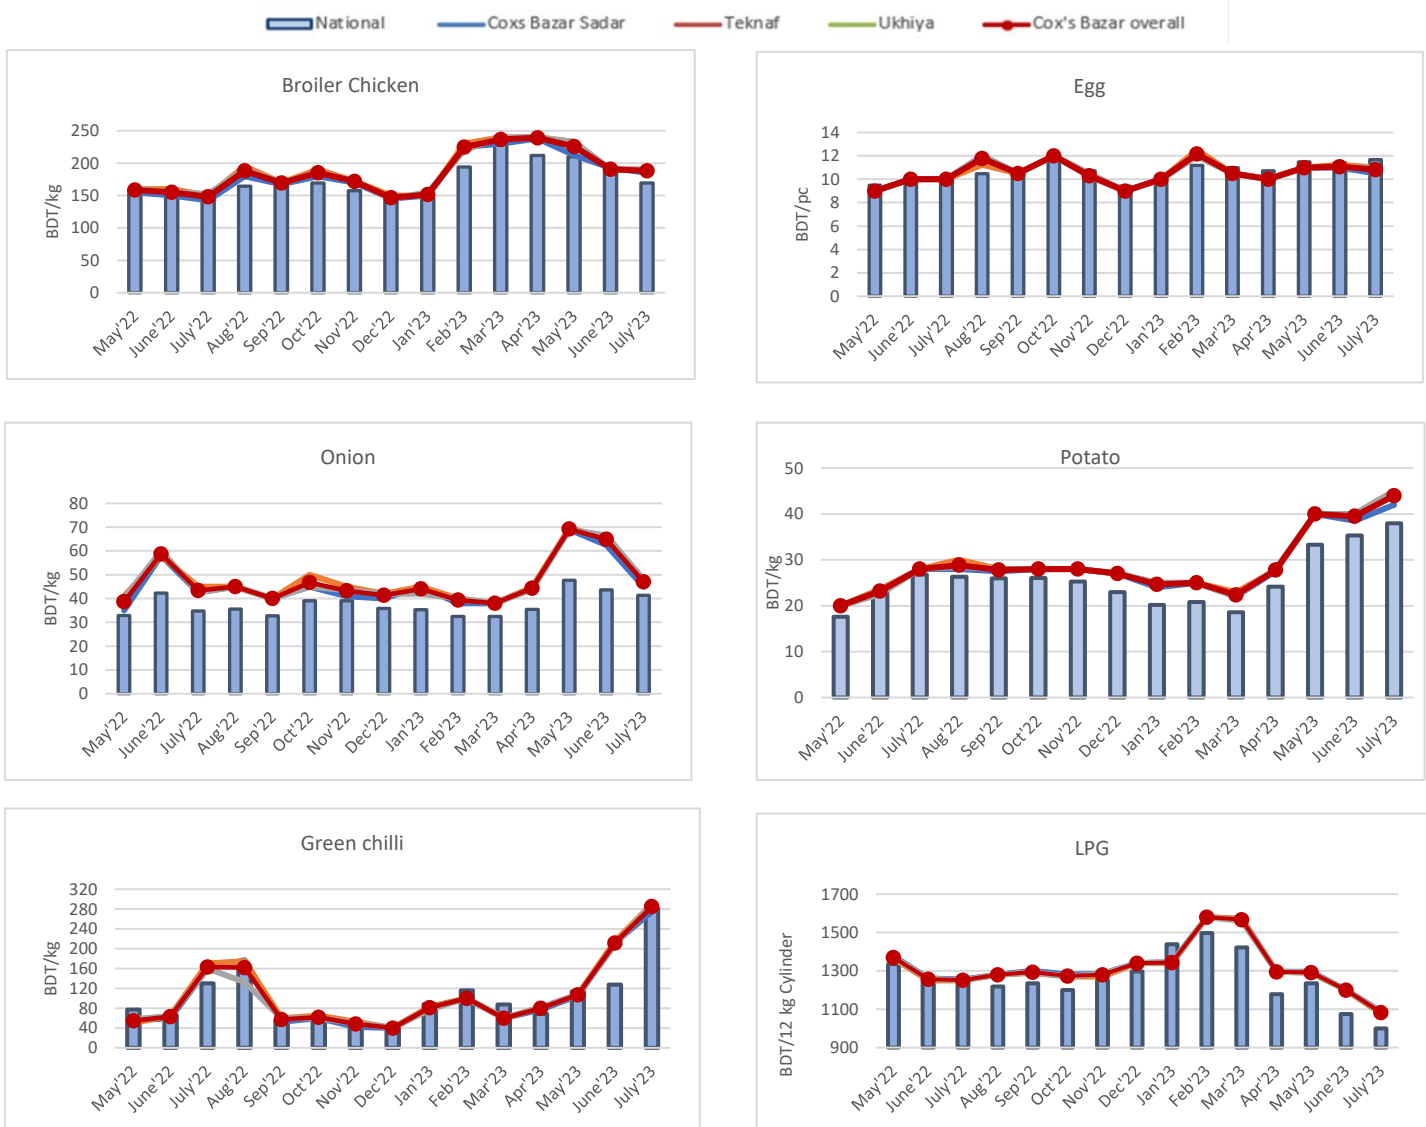 National Coxs Bazar Sadar Teknaf Ukhiya Cox's Bazar overall
Broiler Chicken
BDT/kg
250
200
150
100
50
0
May'22 June'22 July'22 Aug'22 Sep'22 Oct'22 Nov'22 Dec'22 Jan'23 Feb'23 Mar'23 Apr'23 May'23 June'23 July'23
Egg
BDT/pc
14
12
10
8
6
4
2
0
May'22 June'22 July'22 Aug'22 Sep'22 Oct'22 Nov'22 Dec'22 Jan'23 Feb'23 Mar'23 Apr'23 May'23 June'23 July'23
Onion
BDT/kg
80
70
60
50
40
30
20
10
0
May'22 June'22 July'22 Aug'22 Sep'22 Oct'22 Nov'22 Dec'22 Jan'23 Feb'23 Mar'23 Apr'23 May'23 June'23 July'23
Potato
BDT/kg
50
40
30
20
10
0
May'22 June'22 July'22 Aug'22 Sep'22 Oct'22 Nov'22 Dec'22 Jan'23 Feb'23 Mar'23 Apr'23 May'23 June'23 July'23
Green chilli
BDT/kg
320
280
240
200
160
120
80
40
0
May'22 June'22 July'22 Aug'22 Sep'22 Oct'22 Nov'22 Dec'22 Jan'23 Feb'23 Mar'23 Apr'23 May'23 June'23 July'23
LPG
BDT/12 kg Cylinder
1700
1500
1300
1100
900
May'22 June'22 July'22 Aug'22 Sep'22 Oct'22 Nov'22 Dec'22 Jan'23 Feb'23 Mar'23 Apr'23 May'23 June'23 July'23